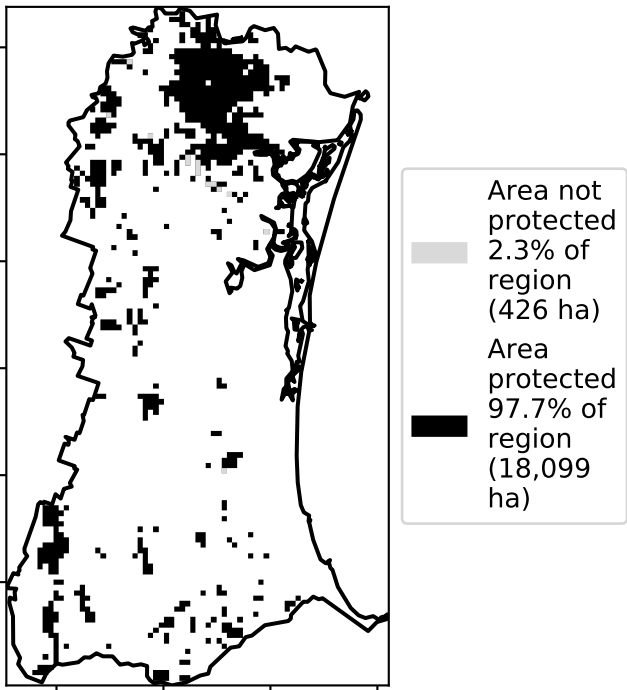 Area not
protected
2.3% of
region
(426 ha)
Area
protected
97.7% of
region
(18,099
ha)